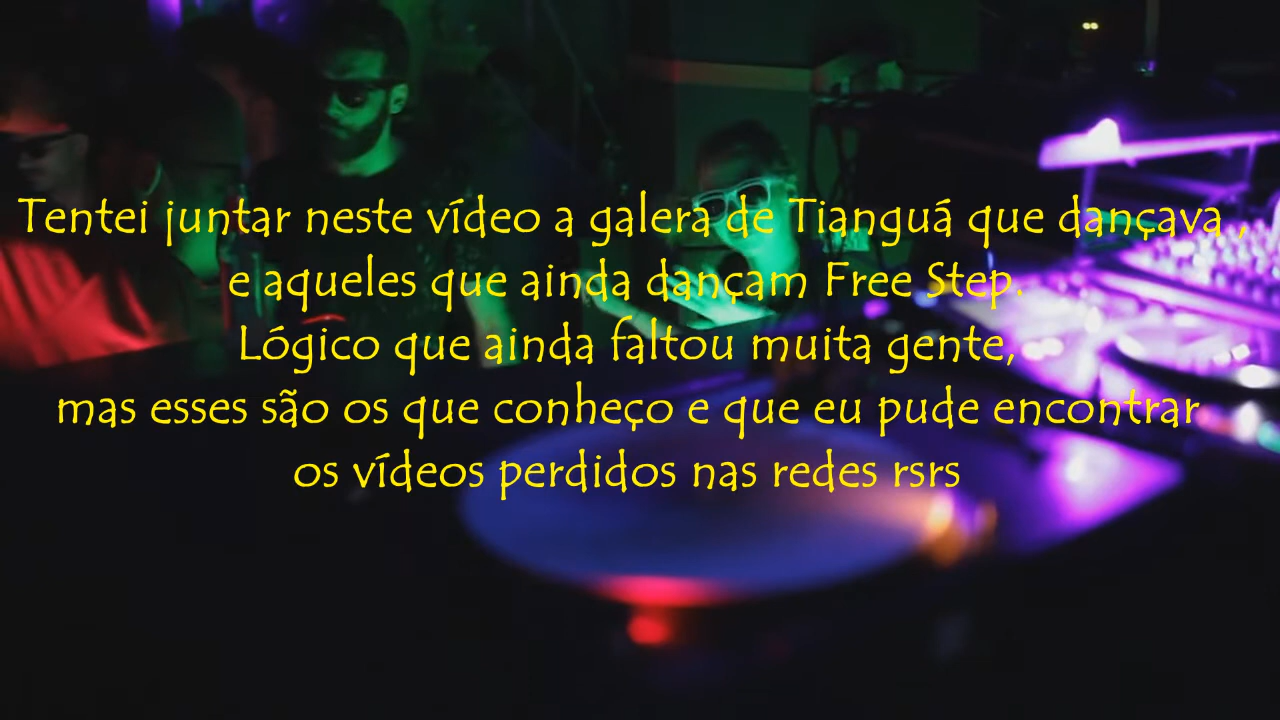 Tentei juntar neste vídeo a galera de Tianguá que dançava ,
e aqueles que ainda dançam Free Step.
Lógico que ainda faltou muita gente,
mas esses são os que conheço e que eu pude encontrar
os vídeos perdidos nas redes rsrs